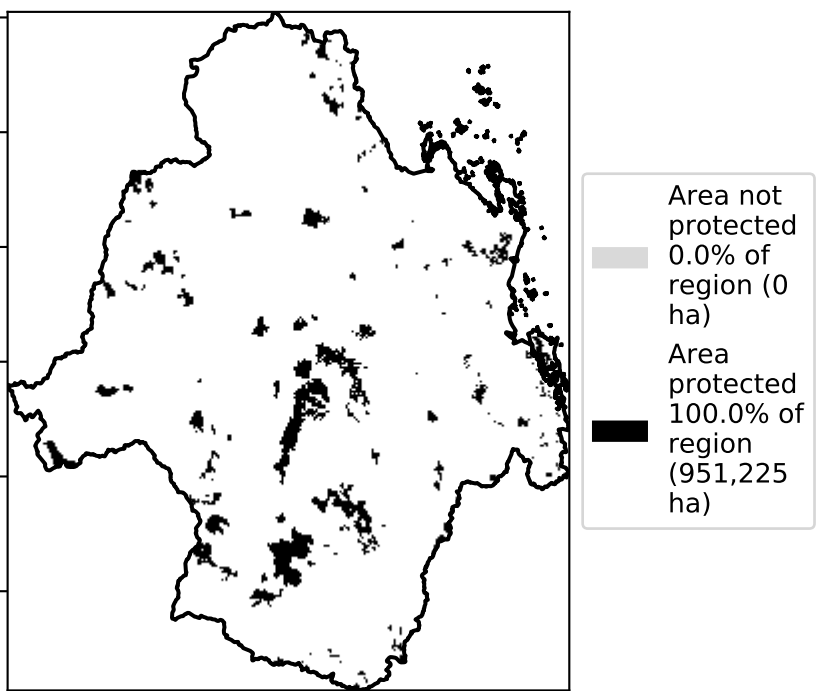 Area not
protected
0.0% of
region (0
ha)
Area
protected
100.0% of
region
(951,225
ha)